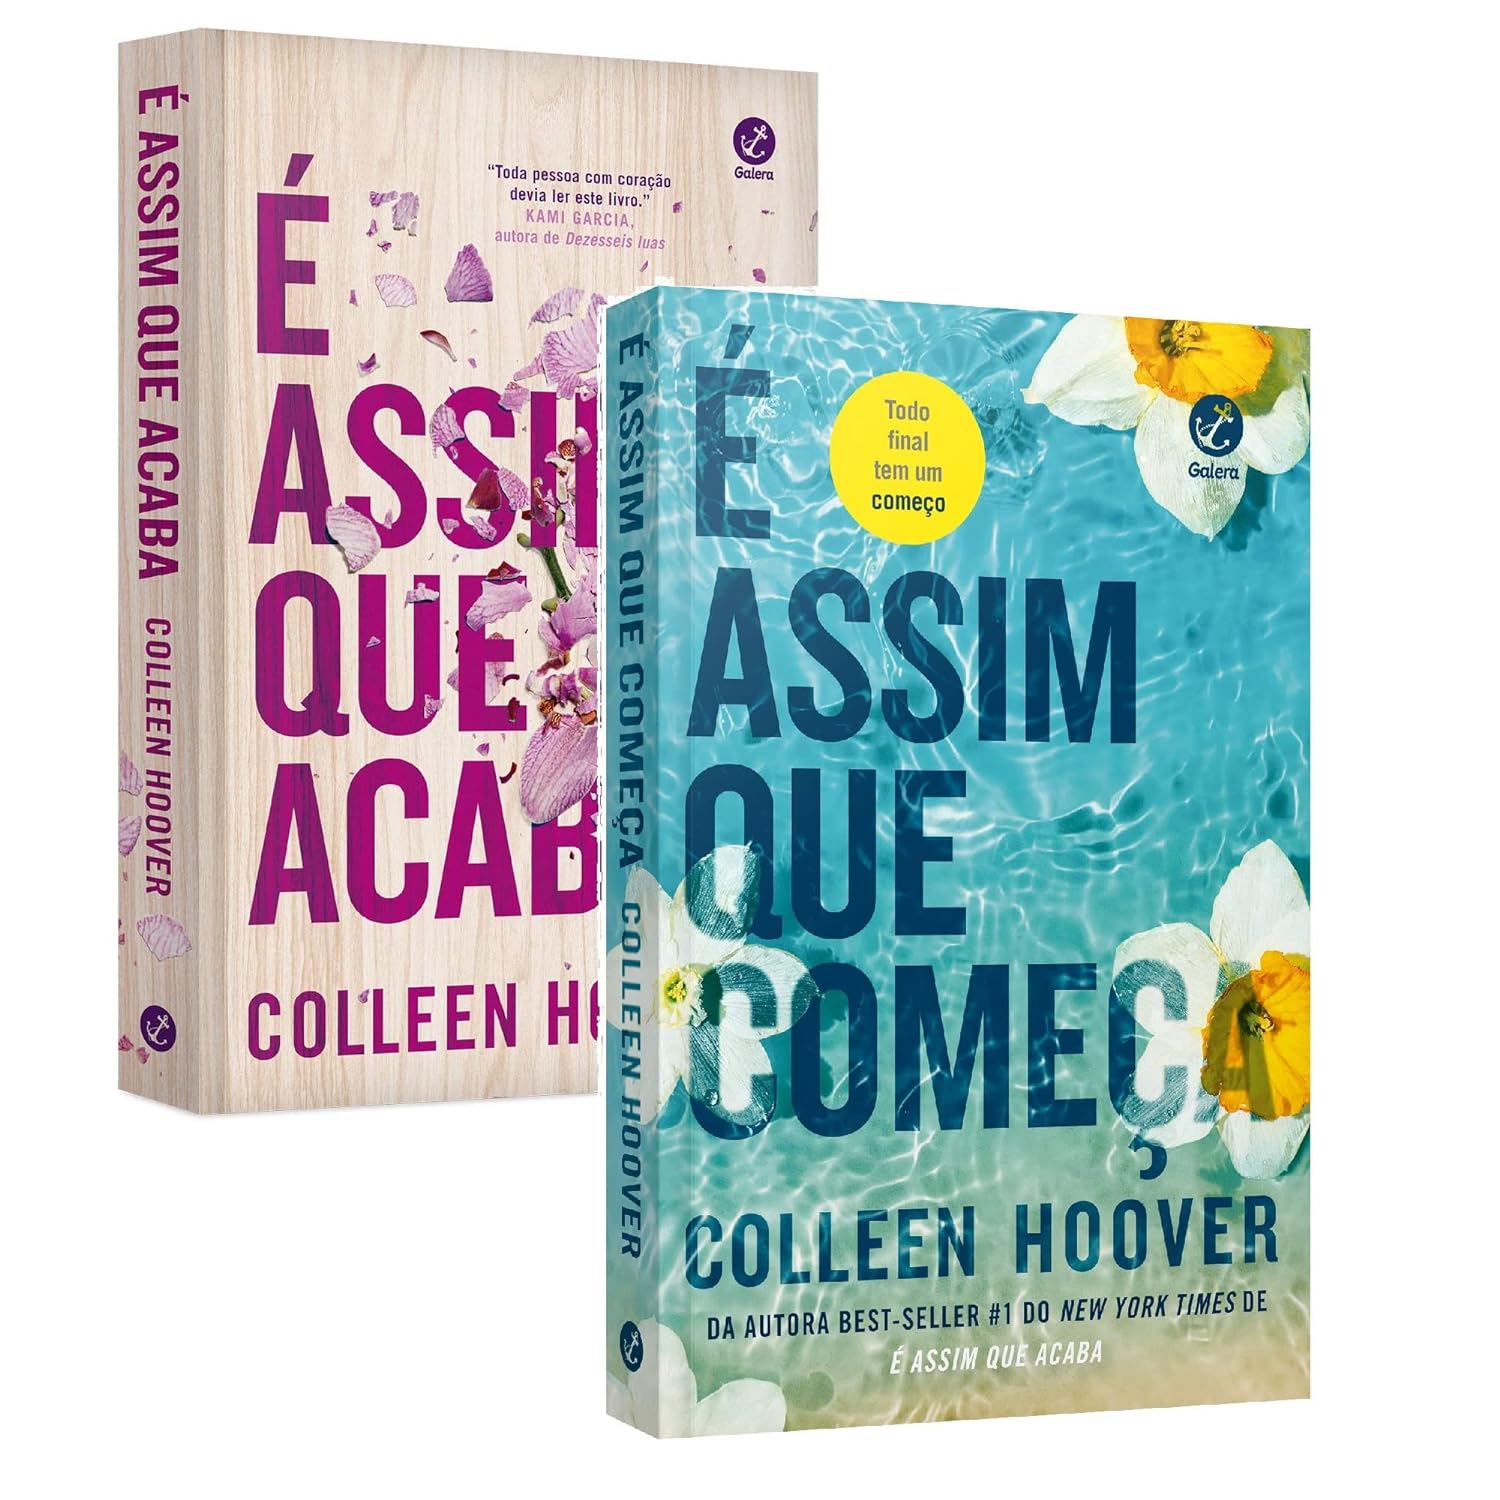 É ASSIM QUE ACABA COLLEEN HOOVER
Galera
“Toda pessoa com coração
devia ler este livro.”
KAMI GARCIA,
autora de Dezesseis luas
É
ASSI
QUE
ACAB
COLLEEN HO
É ASSIM QUE COMEÇA COLLEEN HOOVER
Todo
final
tem um
começo
Galera
É
ASSIM
QUE
COMEÇA
COLLEEN HOOVER
DA AUTORA BEST-SELLER #1 DO NEW YORK TIMES DE
É ASSIM QUE ACABA